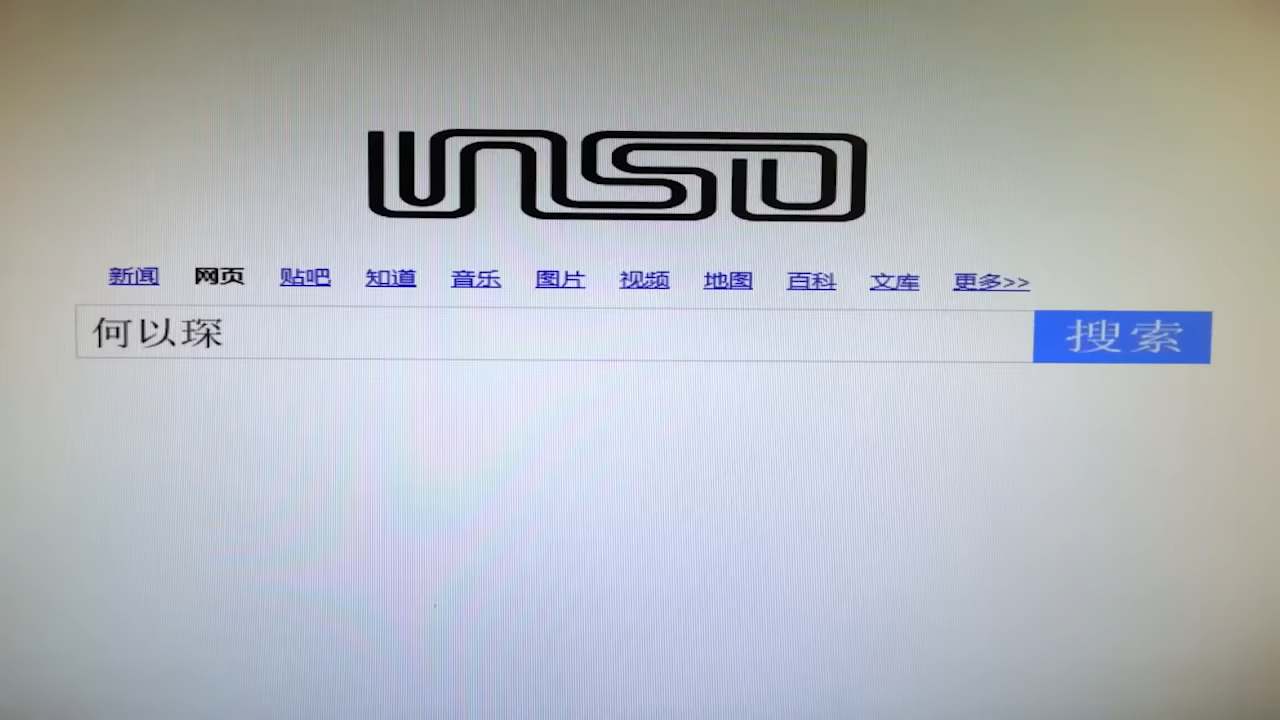 INSO
新闻 网页 贴吧 知道 音乐 图片 视频 地图 百科 文库 更多>>
何以琛 搜索